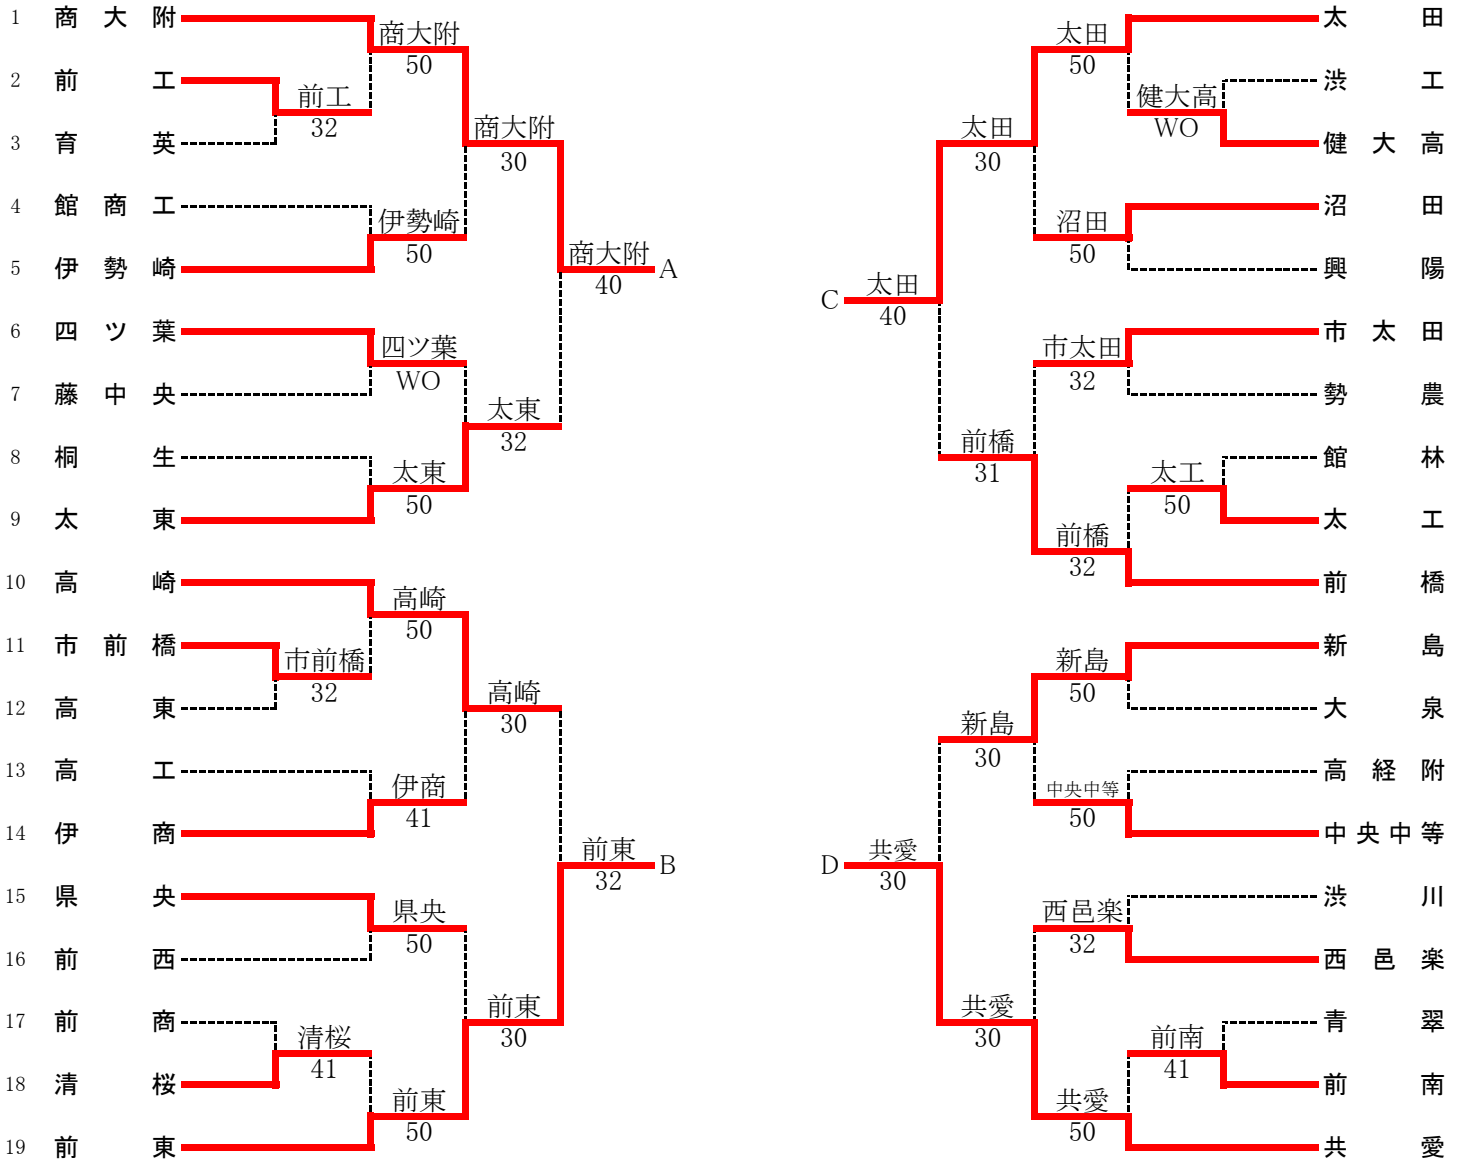 1 商大附 商大附 太田 太田
50 50
2 前工 前工 健大高 渋工
32 WO
3 育英 商大附 太田 健大高
30 30
4 館商工 伊勢崎 沼田 沼田
50 50
5 伊勢崎 商大附 A 興陽
40
C 太田
40
6 四ツ葉 四ツ葉 市太田 市太田
WO 32
7 藤中央 太東 勢農
32
8 桐生 太東 前橋 太工 館林
50 31 50
9 太東 太工
前橋
32
10 高崎 高崎 前橋
50
11 市前橋 市前橋 新島 新島
32 50
12 高東 高崎 新島 大泉
30 30
13 高工 伊商 中央中等 高経附
41 50
14 伊商 中央中等
前東 B D 共愛
32 30
15 県央 県央 西邑楽 渋川
50 32
16 前西 西邑楽
17 前商 清桜 前東 共愛 前南 青翠
41 30 30 41
18 清桜 前南
前東 共愛
50 50
19 前東 共愛